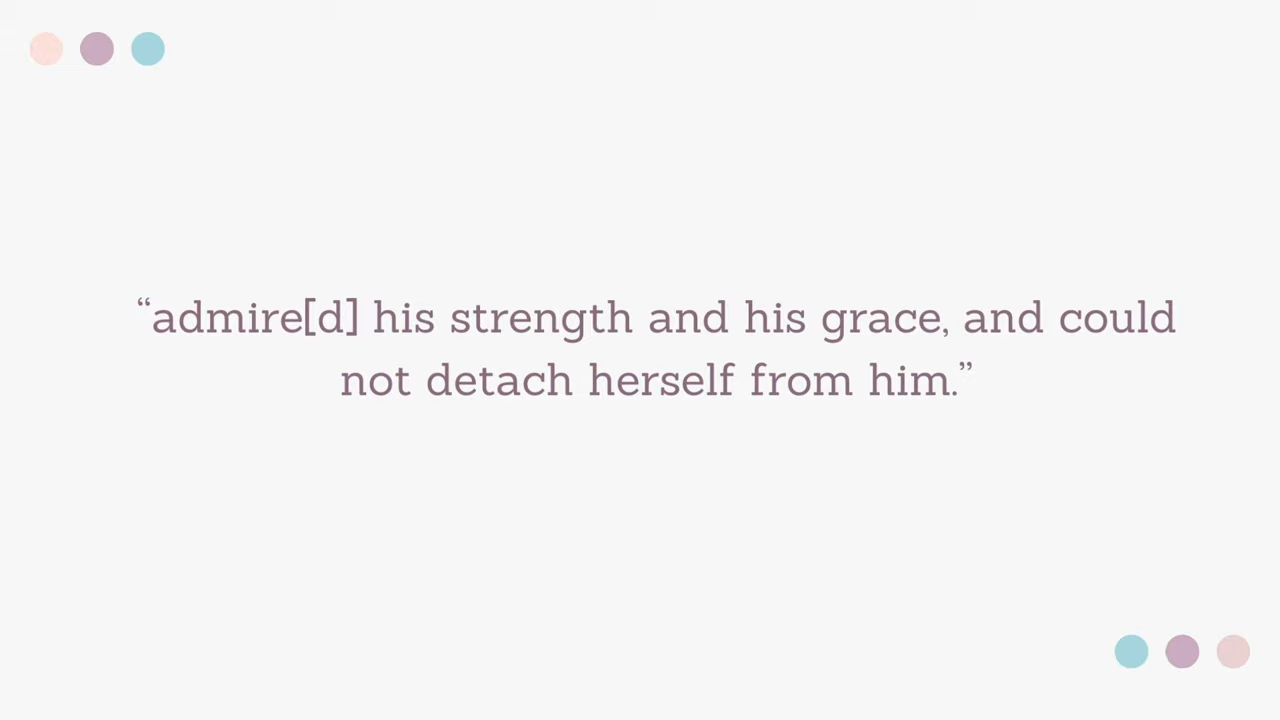 “admire[d] his strength and his grace, and could
not detach herself from him.”